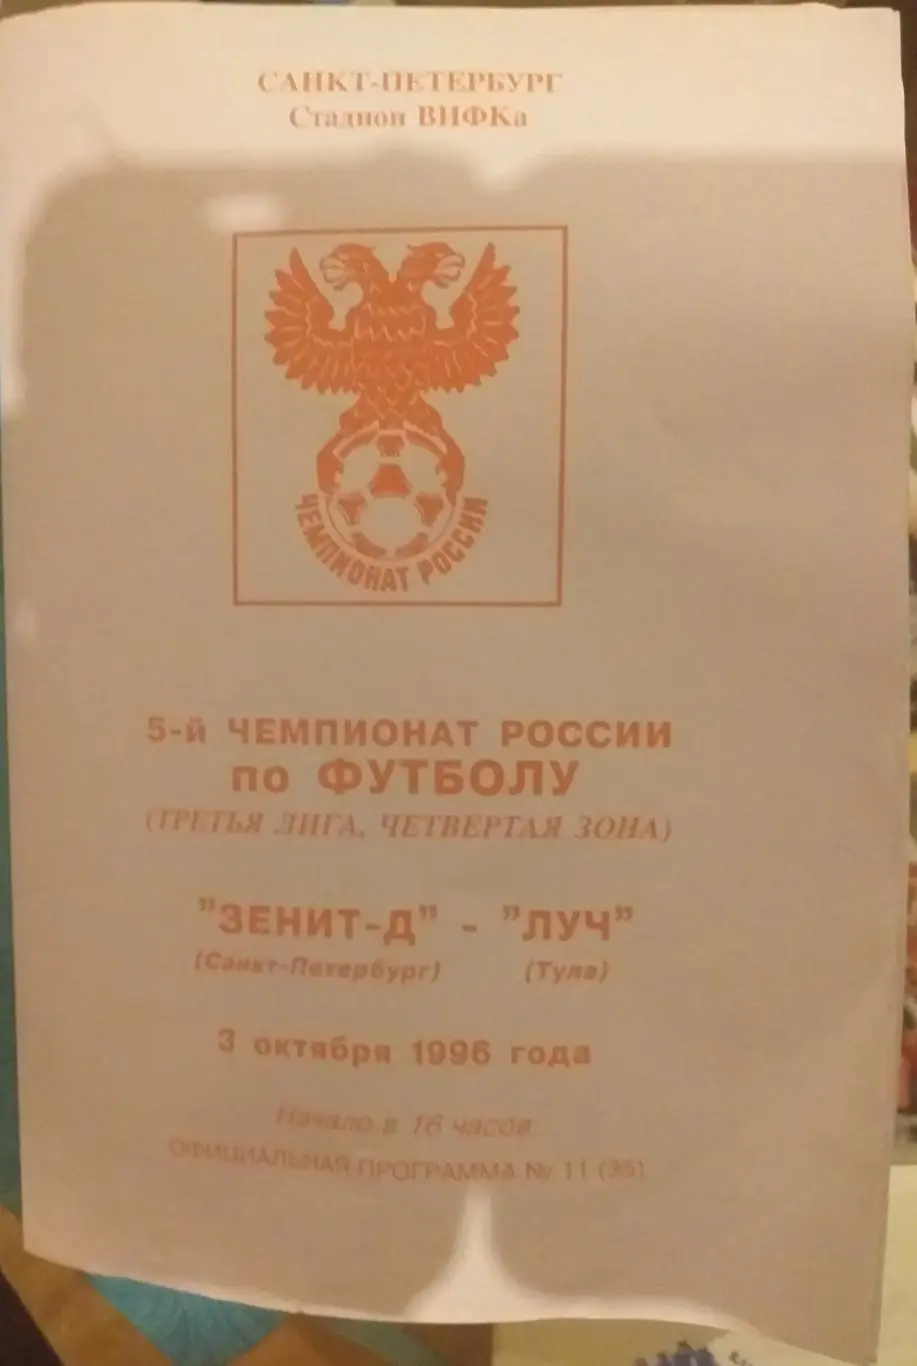 САНКТ-ПЕТЕРБУРГ
Стадион ВИФКа
ЧЕМПИОНАТ РОССИИ
5-й ЧЕМПИОНАТ РОССИИ
по ФУТБОЛУ
(ТРЕТЬЯ ЛИГА, ЧЕТВЕРТАЯ ЗОНА)
"ЗЕНИТ-Д" - "ЛУЧ"
(Санкт-Петербург) (Тула)
3 октября 1996 года
Начало в 16 часов
ОФИЦИАЛЬНАЯ ПРОГРАММА № 11 (35)